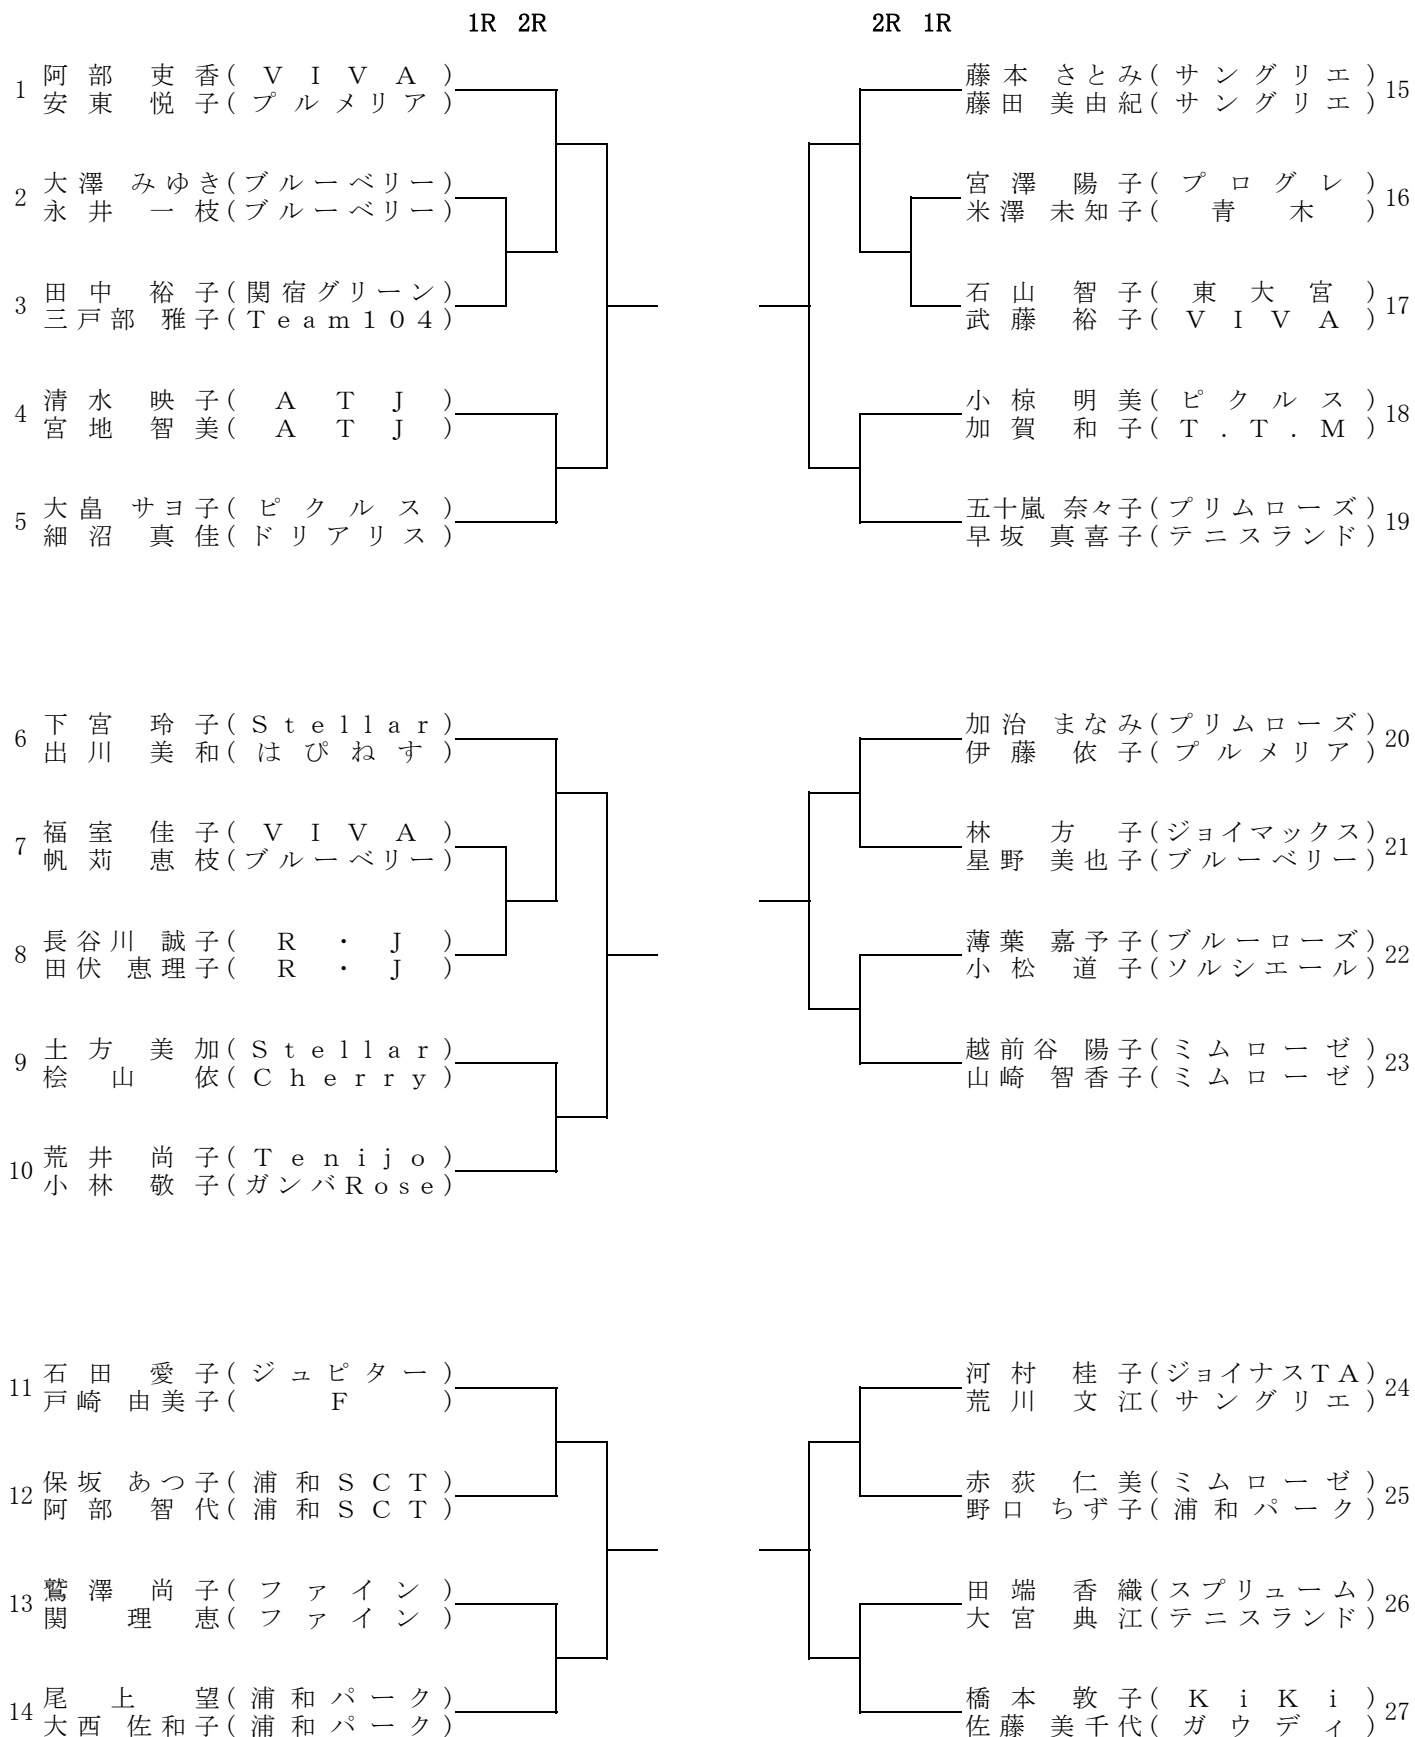 1R 2R
2R 1R
1 阿部 吏香(VIVA)
安東 悦子(プルメリア)
2 大澤 みゆき(ブルーベリー)
永井 一枝(ブルーベリー)
3 田中 裕子(関宿グリーン)
三戸部 雅子(Team104)
4 清水 映子(ATJ)
宮地 智美(ATJ)
5 大畠 サヨ子(ピクルス)
細沼 真佳(ドリアリス)
6 下宮 玲子(Stellar)
出川 美和(はぴねす)
7 福室 佳子(VIVA)
帆苅 恵枝(ブルーベリー)
8 長谷川 誠子(R・J)
田伏 恵理子(R・J)
9 土方 美加(Stellar)
桧山 依(Cherry)
10 荒井 尚子(Tenijo)
小林 敬子(ガンバRose)
11 石田 愛子(ジュピター)
戸崎 由美子(F)
12 保坂 あつ子(浦和SCT)
阿部 智代(浦和SCT)
13 鷲澤 尚子(ファイン)
関 理恵(ファイン)
14 尾上 望(浦和パーク)
大西 佐和子(浦和パーク)
藤本 さとみ(サングリエ) 15
藤田 美由紀(サングリエ)
宮澤 陽子(プログレ) 16
米澤 未知子(青木)
石山 智子(東大宮) 17
武藤 裕子(VIVA)
小椋 明美(ピクルス) 18
加賀 和子(T.T.M)
五十嵐 奈々子(プリムローズ) 19
早坂 真喜子(テニスランド)
加治 まなみ(プリムローズ) 20
伊藤 依子(プルメリア)
林 方子(ジョイマックス) 21
星野 美也子(ブルーベリー)
薄葉 嘉予子(ブルーローズ) 22
小松 道子(ソルシエール)
越前谷 陽子(ミムローゼ) 23
山崎 智香子(ミムローゼ)
河村 桂子(ジョイナスTA) 24
荒川 文江(サングリエ)
赤荻 仁美(ミムローゼ) 25
野口 ちず子(浦和パーク)
田端 香織(スプリューム) 26
大宮 典江(テニスランド)
橋本 敦子(KiKi) 27
佐藤 美千代(ガウディ)